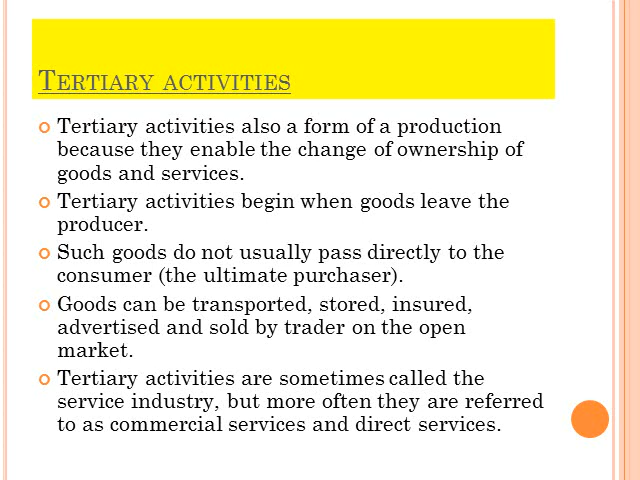 TERTIARY ACTIVITIES
Tertiary activities also a form of a production
because they enable the change of ownership of
goods and services.
Tertiary activities begin when goods leave the
producer.
Such goods do not usually pass directly to the
consumer (the ultimate purchaser).
Goods can be transported, stored, insured,
advertised and sold by trader on the open
market.
Tertiary activities are sometimes called the
service industry, but more often they are referred
to as commercial services and direct services.